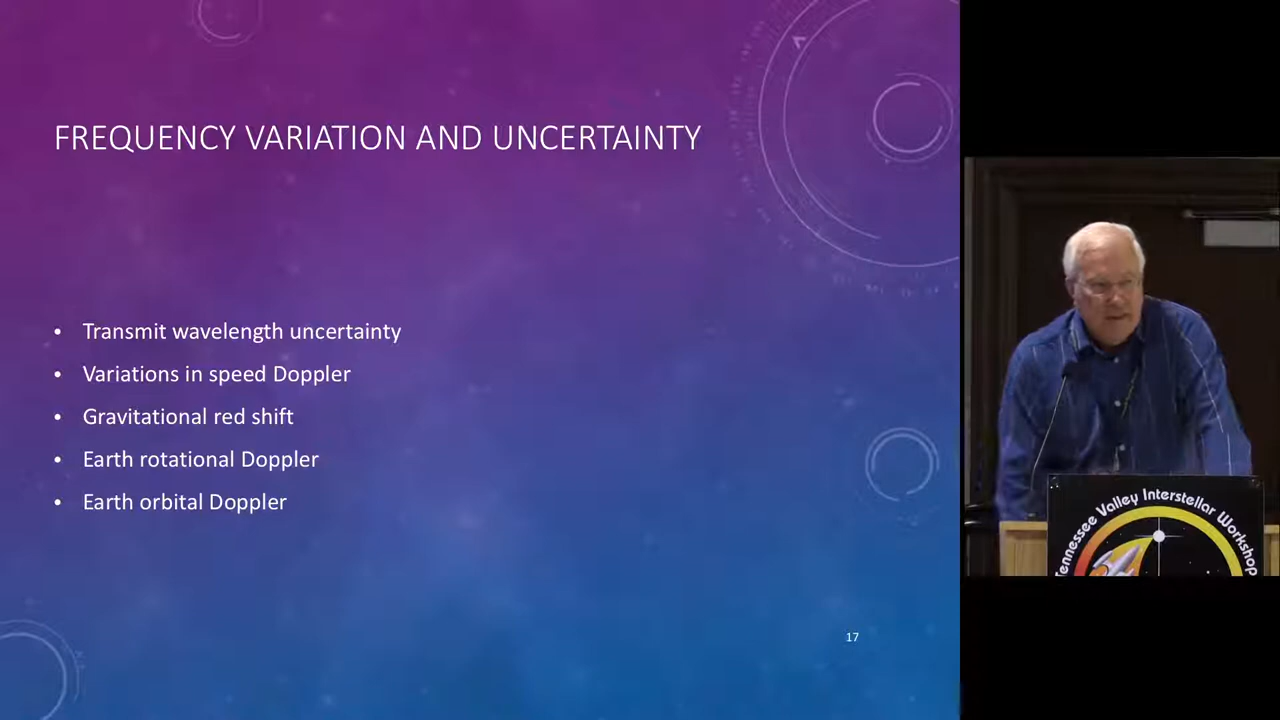 FREQUENCY VARIATION AND UNCERTAINTY
• Transmit wavelength uncertainty
• Variations in speed Doppler
• Gravitational red shift
• Earth rotational Doppler
• Earth orbital Doppler
17
Tennessee Valley Interstellar Workshop